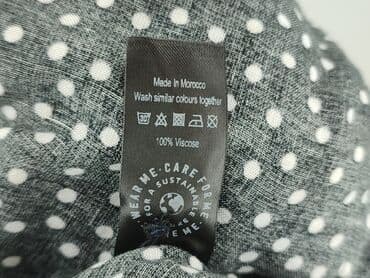 Made In Morocco
Wash similar colours together
100% Viscose
WEAR ME · CARE FOR ME
FOR A SUSTAINABLE